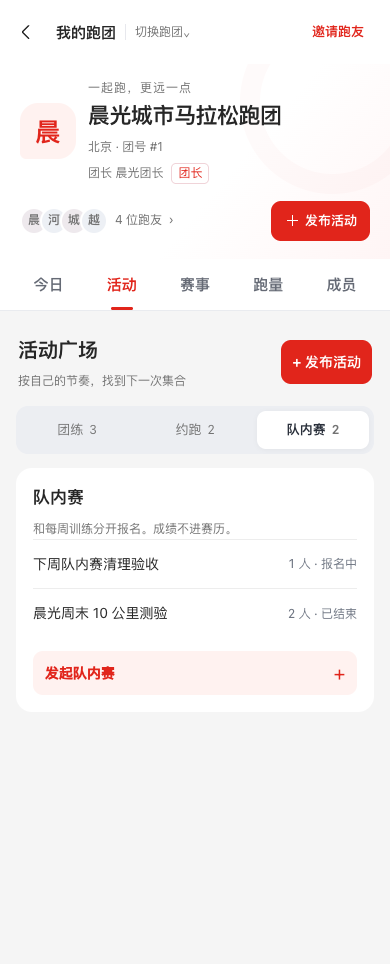 我的跑团 切换跑团 邀请跑友
一起跑，更远一点
晨
晨光城市马拉松跑团
北京 · 团号 #1
团长 晨光团长 团长
晨 河 城 越 4 位跑友 ›
+ 发布活动
今日 活动 赛事 跑量 成员
活动广场
按自己的节奏，找到下一次集合
+ 发布活动
团练 3 约跑 2 队内赛 2
队内赛
和每周训练分开报名。成绩不进赛历。
下周队内赛清理验收 1 人 · 报名中
晨光周末 10 公里测验 2 人 · 已结束
发起队内赛 +